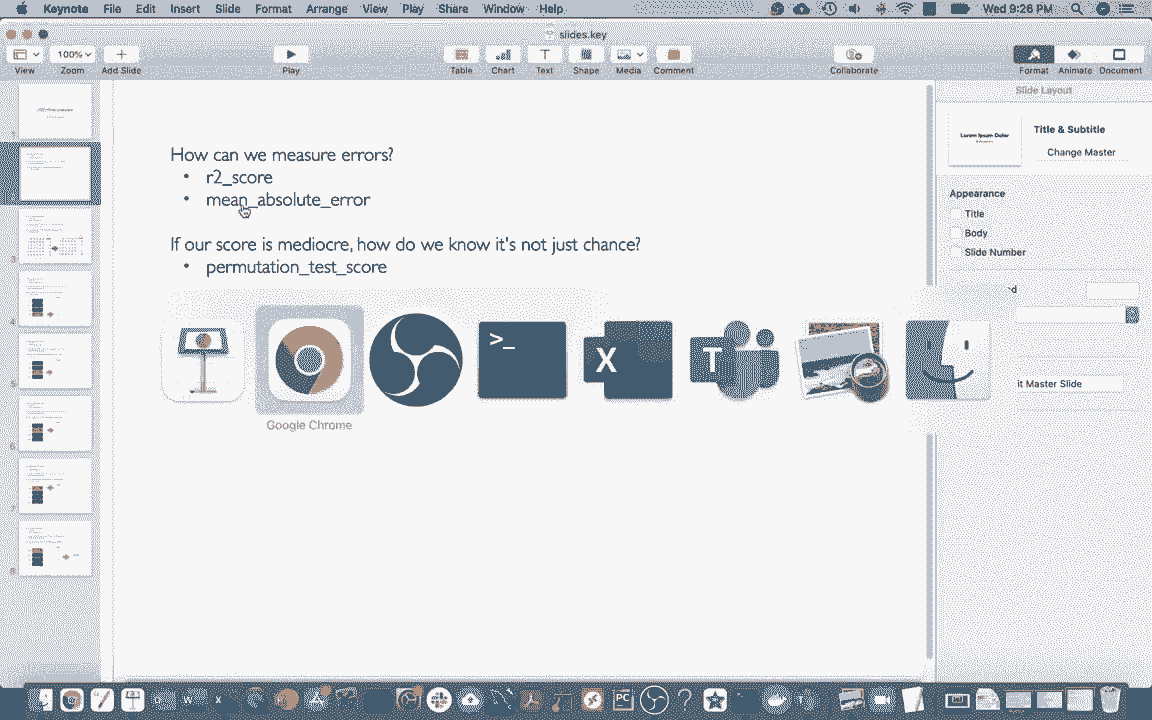 Keynote File Edit Insert Slide Format Arrange View Play Share Window Help Wed 9:26 PM
slides.key
100%
View Zoom Add Slide Play Table Chart Text Shape Media Comment Collaborate Format Animate Document
Slide Layout
Lorem Ipsum Dolor
Title & Subtitle
Change Master
Appearance
Title
Body
Slide Number
it Master Slide
How can we measure errors?
• r2_score
• mean_absolute_error
If our score is mediocre, how do we know it's not just chance?
• permutation_test_score
>_
X
T
Google Chrome
1
3
4
5
6
7
8
PC